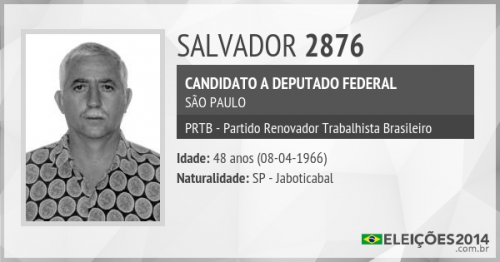 SALVADOR 2876
CANDIDATO A DEPUTADO FEDERAL
SÃO PAULO
PRTB - Partido Renovador Trabalhista Brasileiro
Idade: 48 anos (08-04-1966)
Naturalidade: SP - Jaboticabal
ELEIÇÕES2014
.com.br